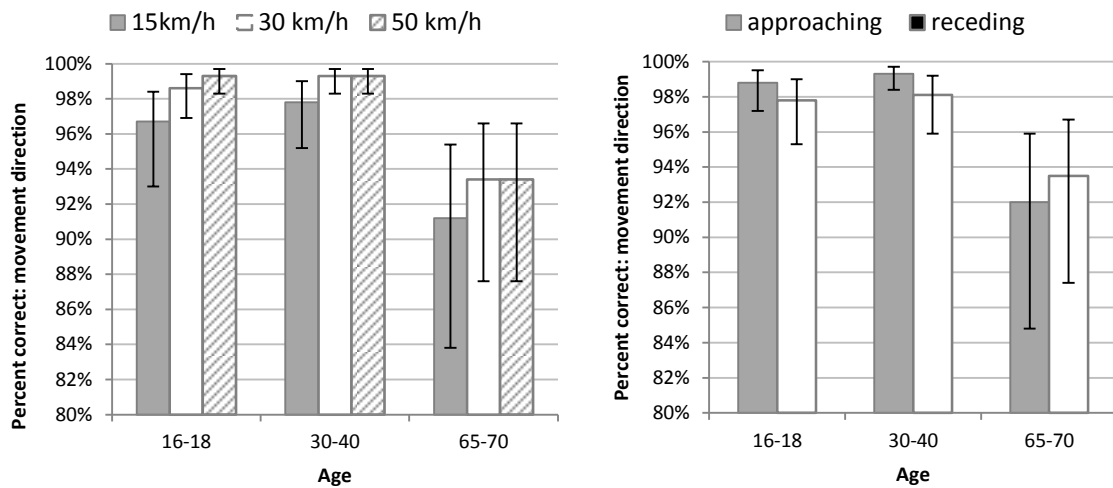 15km/h 30 km/h 50 km/h
Percent correct: movement direction
100%
98%
96%
94%
92%
90%
88%
86%
84%
82%
80%
16-18 30-40 65-70
Age
approaching receding
Percent correct: movement direction
100%
98%
96%
94%
92%
90%
88%
86%
84%
82%
80%
16-18 30-40 65-70
Age